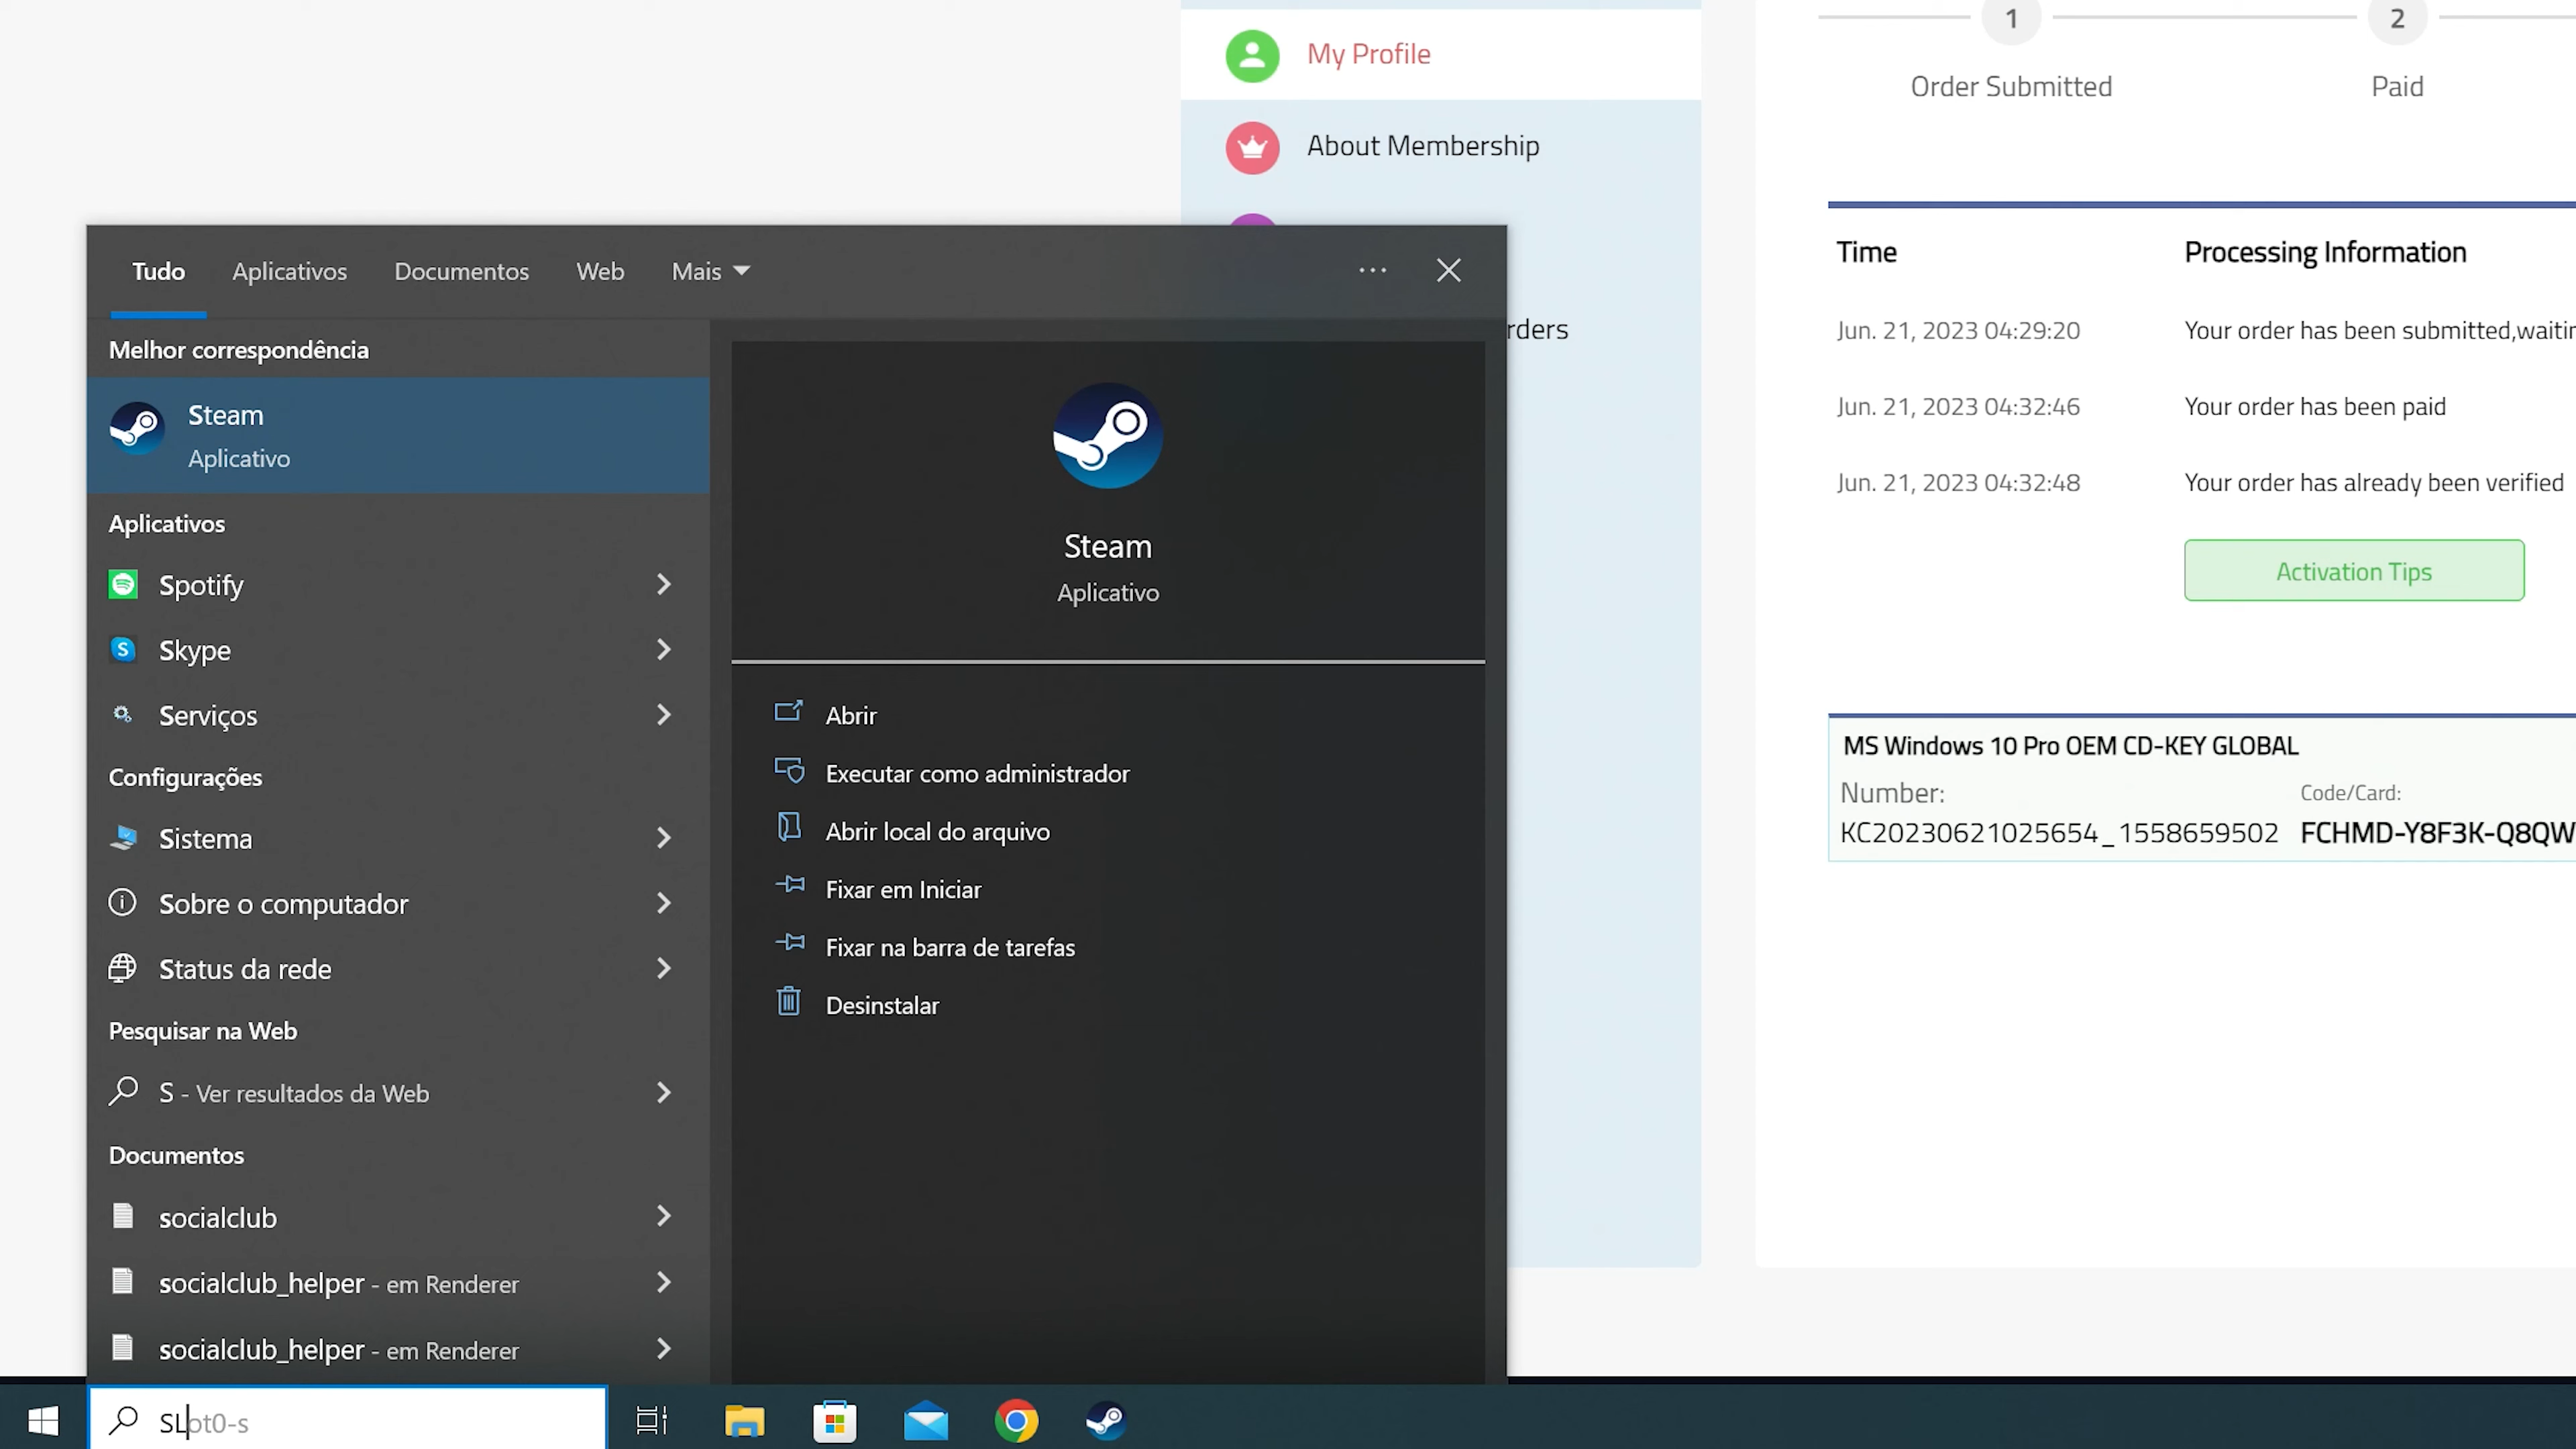 My Profile
About Membership
rders
1
2
Order Submitted
Paid
Time
Processing Information
Jun. 21, 2023 04:29:20
Your order has been submitted,waitin
Jun. 21, 2023 04:32:46
Your order has been paid
Jun. 21, 2023 04:32:48
Your order has already been verified
Activation Tips
MS Windows 10 Pro OEM CD-KEY GLOBAL
Number:
Code/Card:
KC20230621025654_1558659502
FCHMD-Y8F3K-Q8QW
Tudo
Aplicativos
Documentos
Web
Mais
Melhor correspondência
Steam
Aplicativo
Aplicativos
Spotify
Skype
Serviços
Configurações
Sistema
Sobre o computador
Status da rede
Pesquisar na Web
S - Ver resultados da Web
Documentos
socialclub
socialclub_helper - em Renderer
socialclub_helper - em Renderer
Steam
Aplicativo
Abrir
Executar como administrador
Abrir local do arquivo
Fixar em Iniciar
Fixar na barra de tarefas
Desinstalar
SLot0-s